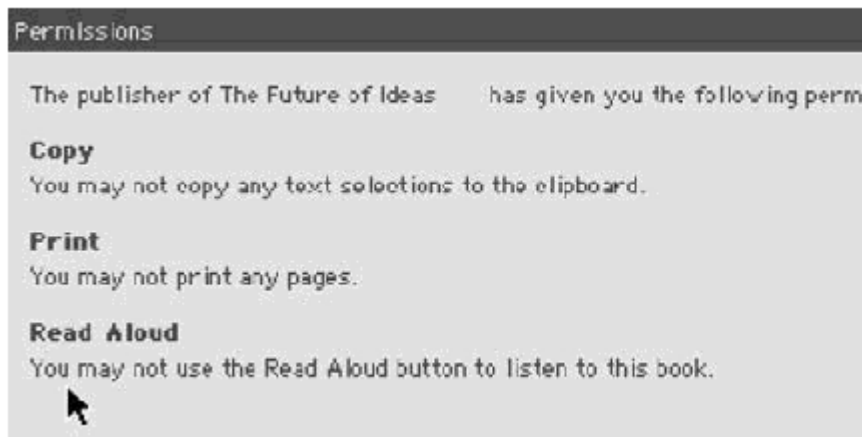 Permissions
The publisher of The Future of Ideas has given you the following perm
Copy
You may not copy any text selections to the clipboard.
Print
You may not print any pages.
Read Aloud
You may not use the Read Aloud button to listen to this book.